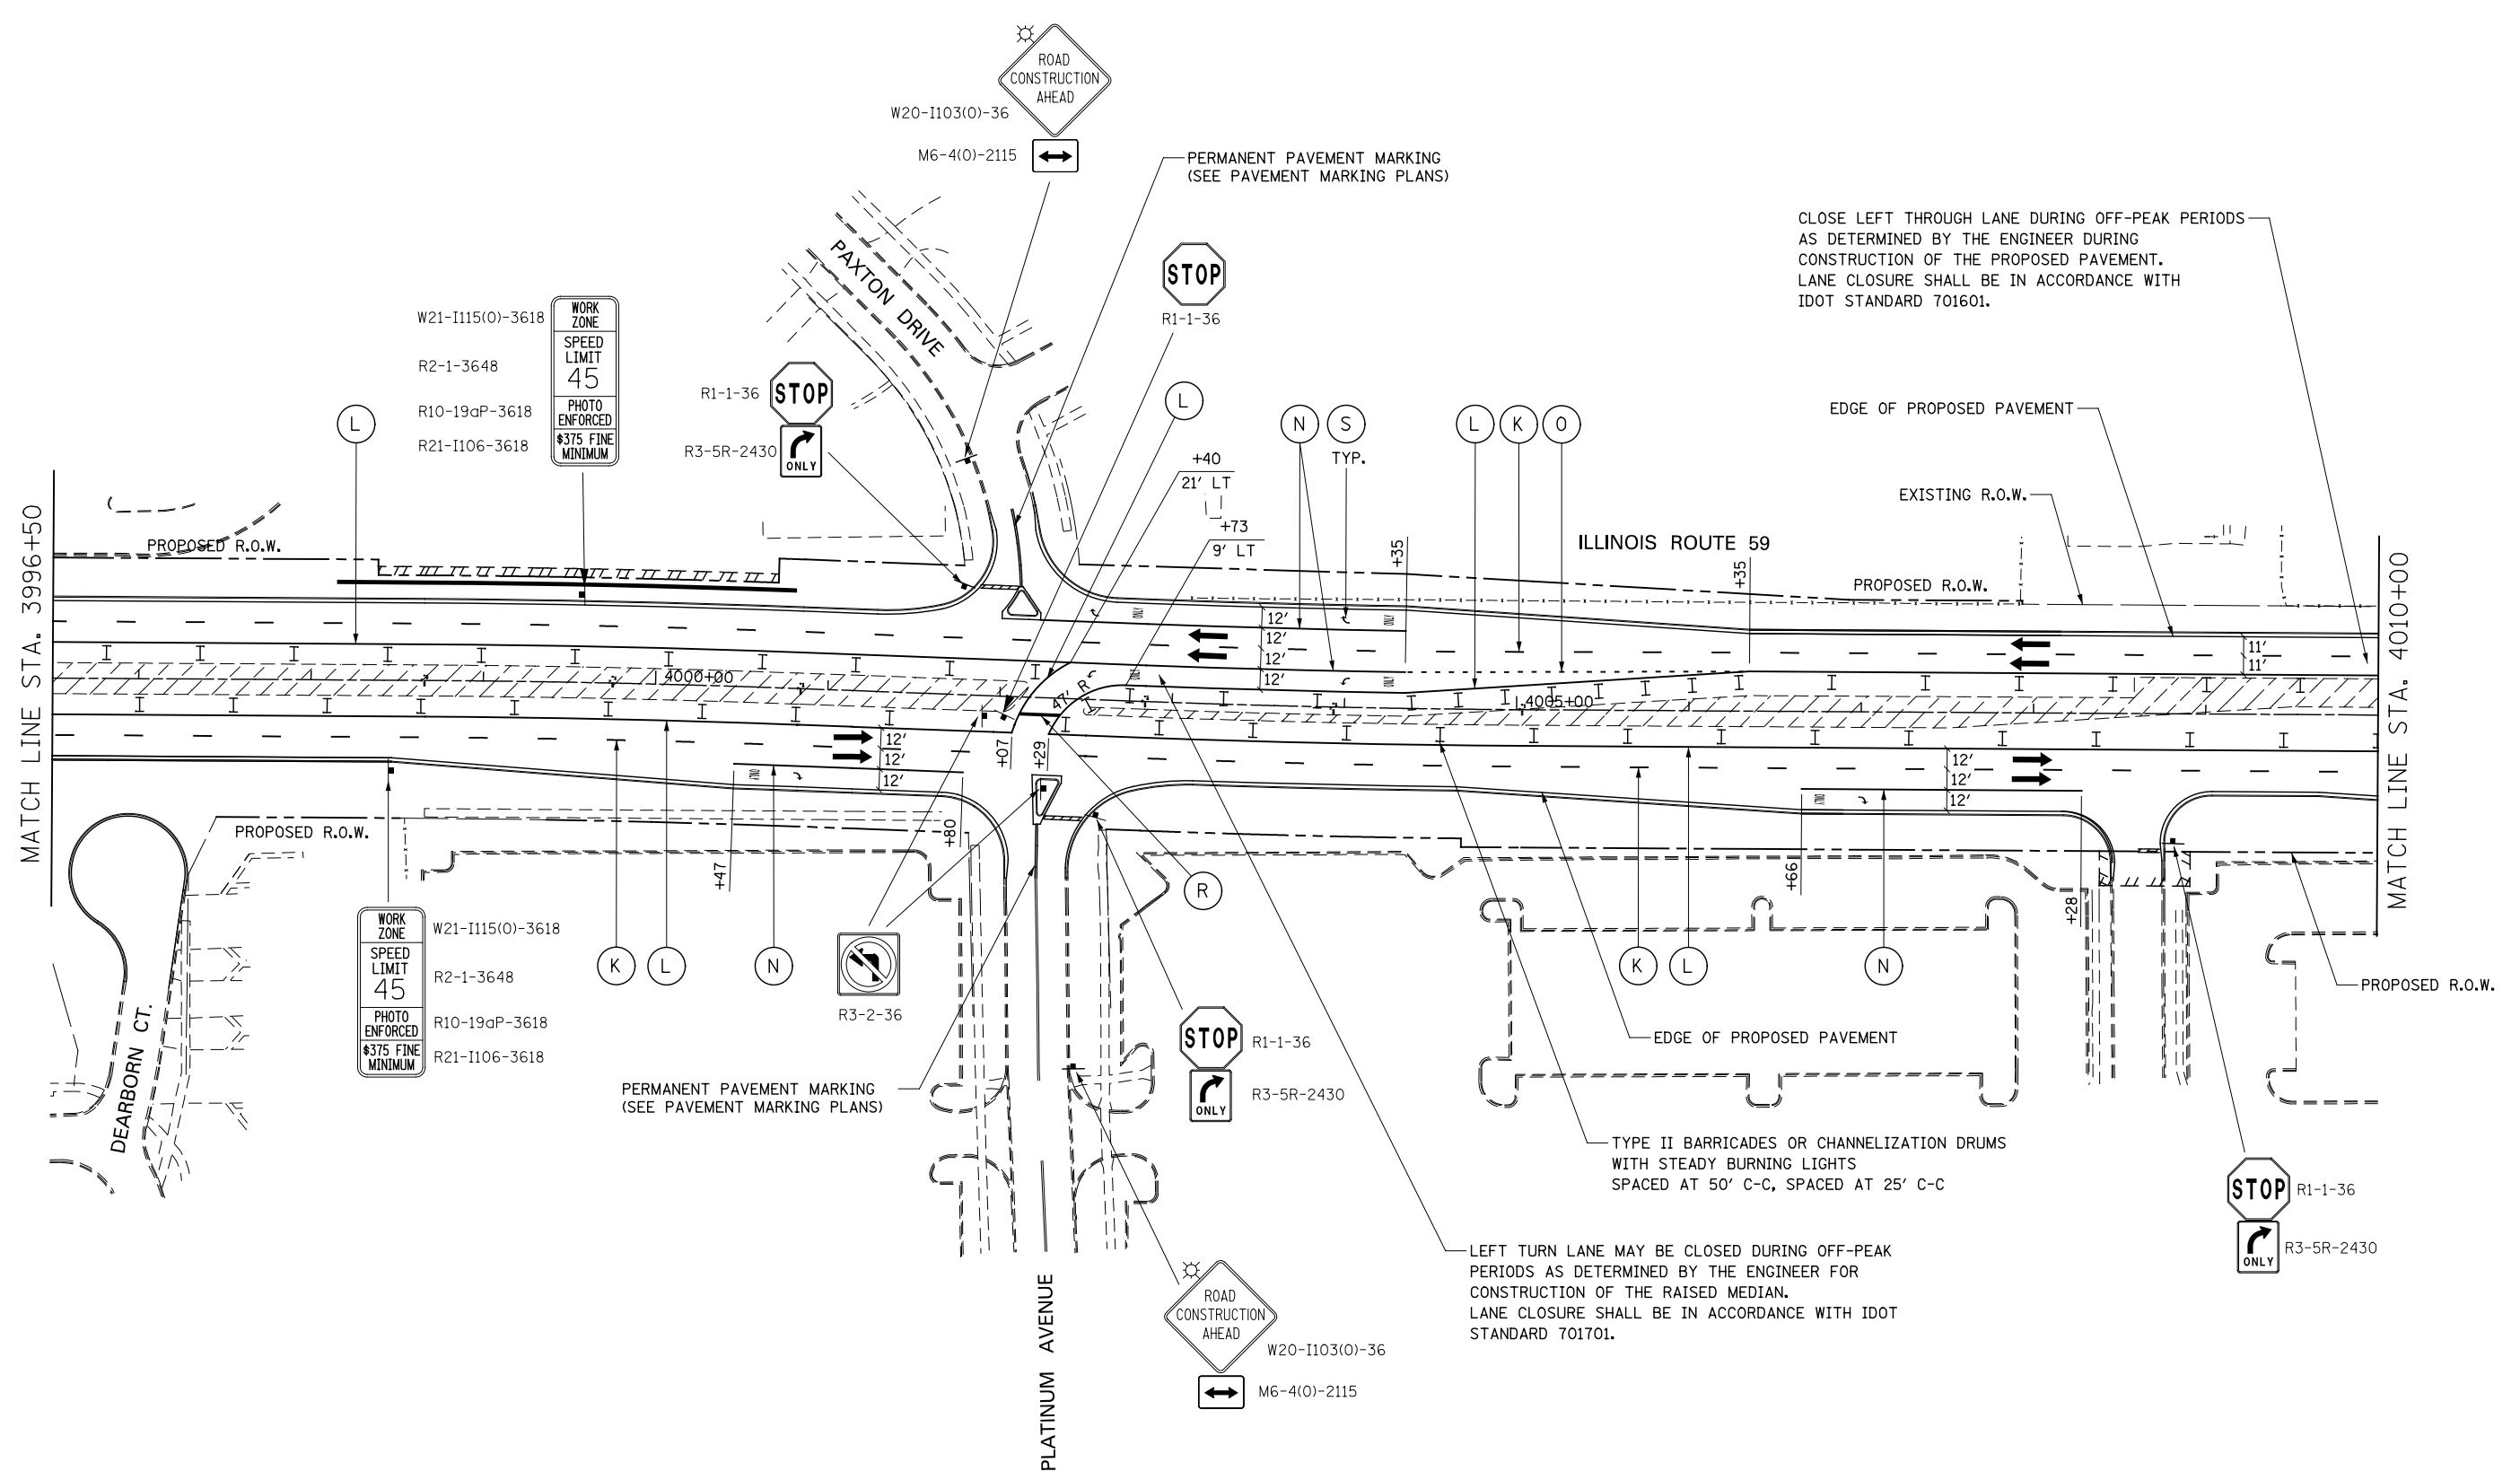 ROAD
CONSTRUCTION
AHEAD
W20-I103(O)-36
M6-4(O)-2115
PERMANENT PAVEMENT MARKING
(SEE PAVEMENT MARKING PLANS)
CLOSE LEFT THROUGH LANE DURING OFF-PEAK PERIODS
AS DETERMINED BY THE ENGINEER DURING
CONSTRUCTION OF THE PROPOSED PAVEMENT.
LANE CLOSURE SHALL BE IN ACCORDANCE WITH
IDOT STANDARD 701601.
PAXTON DRIVE
STOP
R1-1-36
W21-I115(O)-3618
R2-1-3648
R10-19aP-3618
R21-I106-3618
WORK
ZONE
SPEED
LIMIT
45
PHOTO
ENFORCED
$375 FINE
MINIMUM
R1-1-36
STOP
R3-5R-2430
ONLY
L
L
N
S
TYP.
L
K
O
+40
21' LT
+73
9' LT
+35
+35
EDGE OF PROPOSED PAVEMENT
EXISTING R.O.W.
ILLINOIS ROUTE 59
PROPOSED R.O.W.
PROPOSED R.O.W.
MATCH LINE STA. 3996+50
MATCH LINE STA. 4010+00
ONLY
ONLY
12'
12'
12'
12'
11'
11'
ONLY
ONLY
47' R
4000+00
4005+00
12'
12'
12'
ONLY
+07
+29
12'
12'
12'
ONLY
+47
+80
+66
+28
PROPOSED R.O.W.
R
WORK
ZONE
SPEED
LIMIT
45
PHOTO
ENFORCED
$375 FINE
MINIMUM
W21-I115(O)-3618
R2-1-3648
R10-19aP-3618
R21-I106-3618
K
L
N
R3-2-36
K
L
N
PROPOSED R.O.W.
DEARBORN CT.
STOP
R1-1-36
ONLY
R3-5R-2430
EDGE OF PROPOSED PAVEMENT
PERMANENT PAVEMENT MARKING
(SEE PAVEMENT MARKING PLANS)
TYPE II BARRICADES OR CHANNELIZATION DRUMS
WITH STEADY BURNING LIGHTS
SPACED AT 50' C-C, SPACED AT 25' C-C
STOP
R1-1-36
ONLY
R3-5R-2430
LEFT TURN LANE MAY BE CLOSED DURING OFF-PEAK
PERIODS AS DETERMINED BY THE ENGINEER FOR
CONSTRUCTION OF THE RAISED MEDIAN.
LANE CLOSURE SHALL BE IN ACCORDANCE WITH IDOT
STANDARD 701701.
PLATINUM AVENUE
ROAD
CONSTRUCTION
AHEAD
W20-I103(O)-36
M6-4(O)-2115